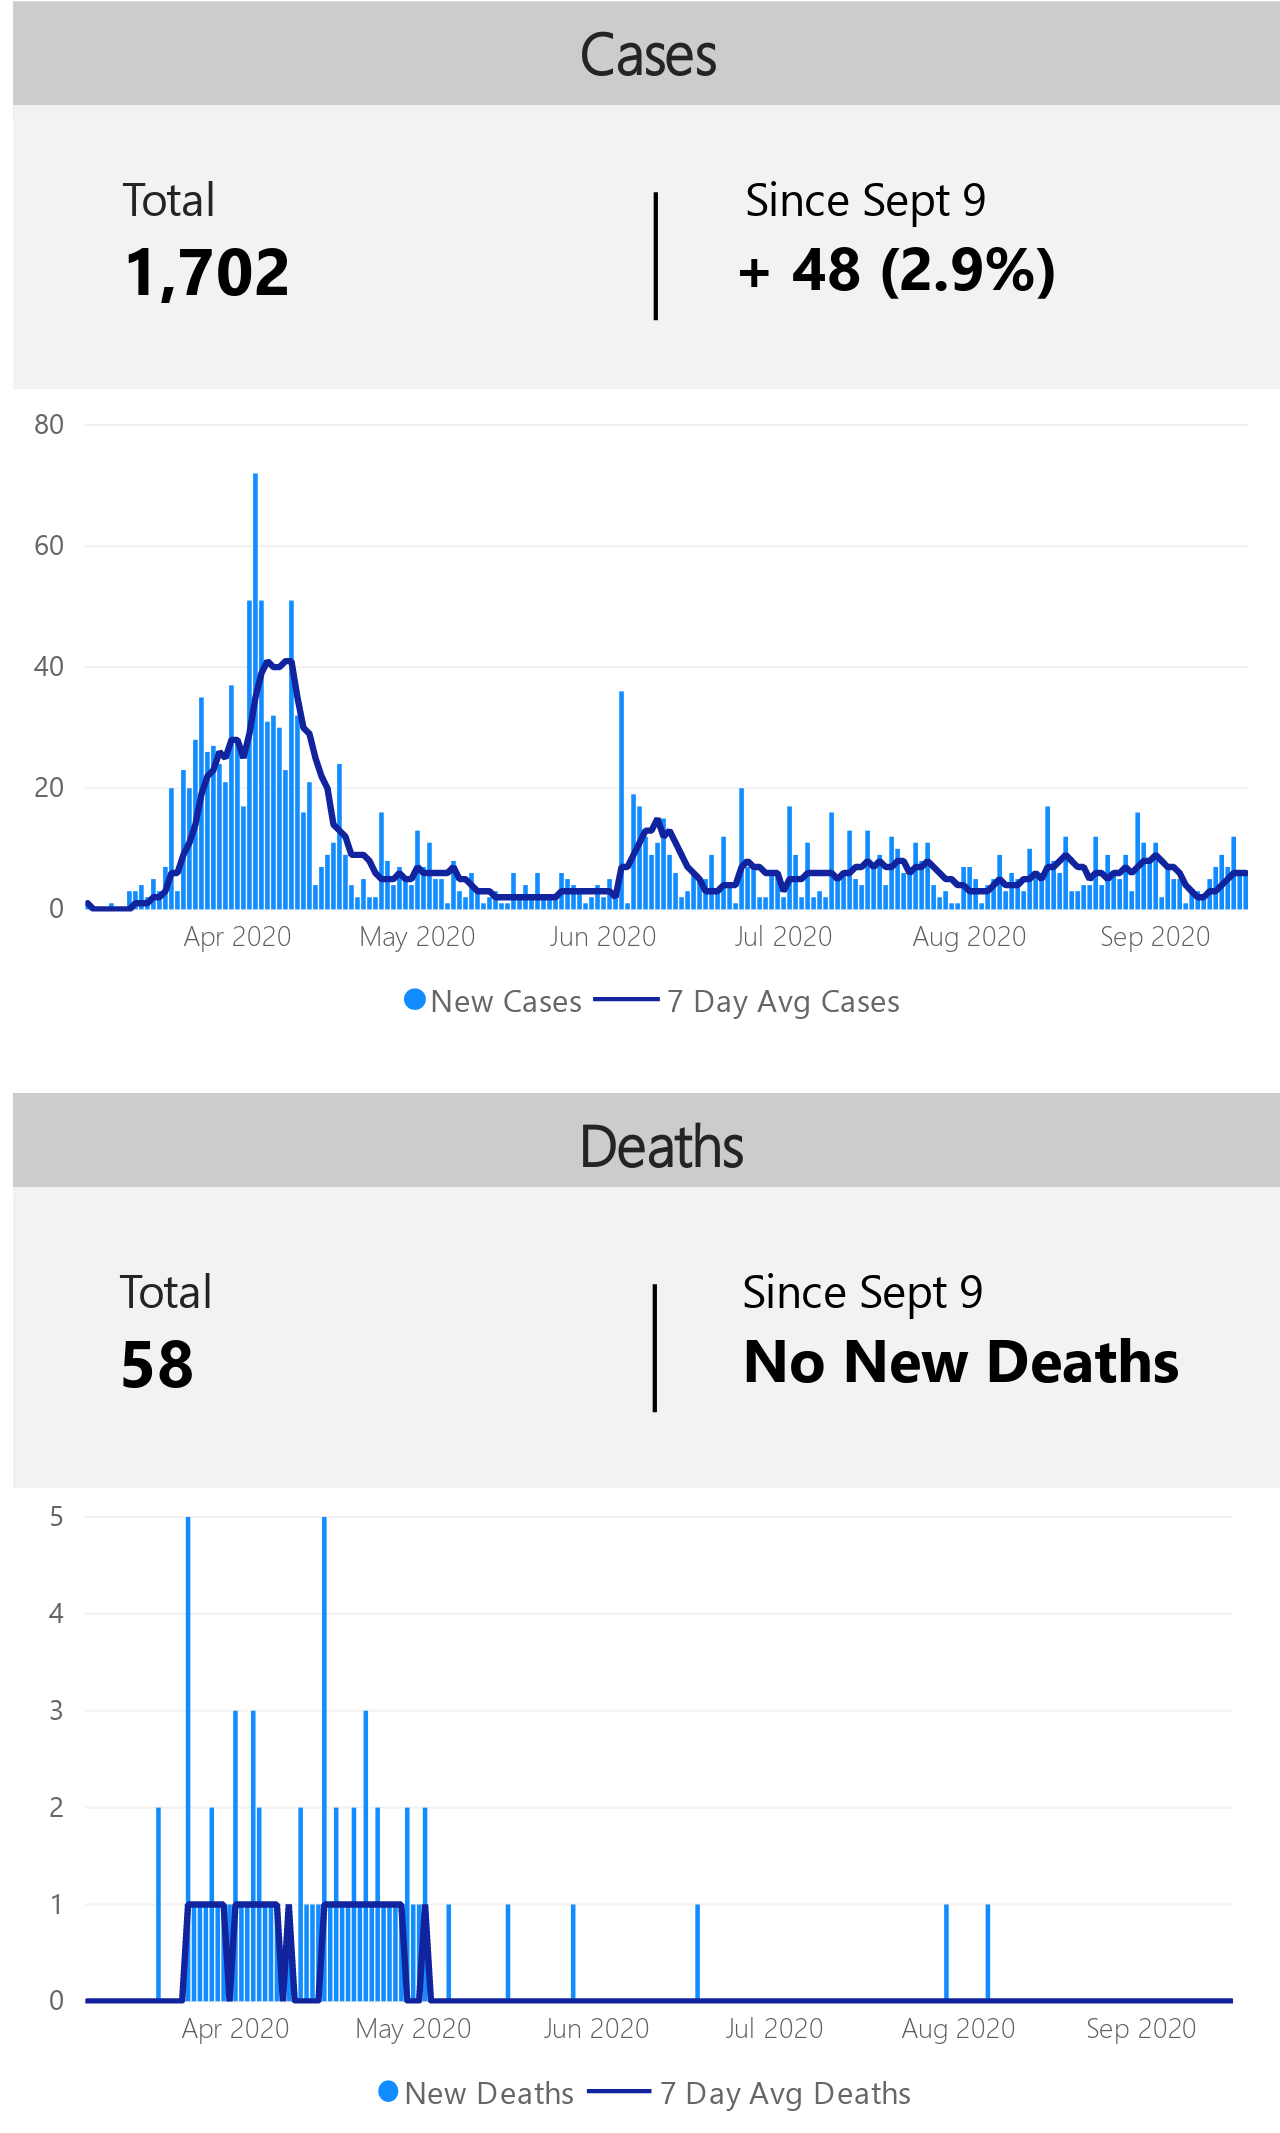 Cases
Total
Since Sept 9
1,702
+ 48 (2.9%)
80
60
40
20
0
Apr 2020
May 2020
Jun 2020
Jul 2020
Aug 2020
Sep 2020
New Cases
7 Day Avg Cases
Deaths
Total
Since Sept 9
58
No New Deaths
5
4
3
2
1
0
Apr 2020
May 2020
Jun 2020
Jul 2020
Aug 2020
Sep 2020
New Deaths
7 Day Avg Deaths